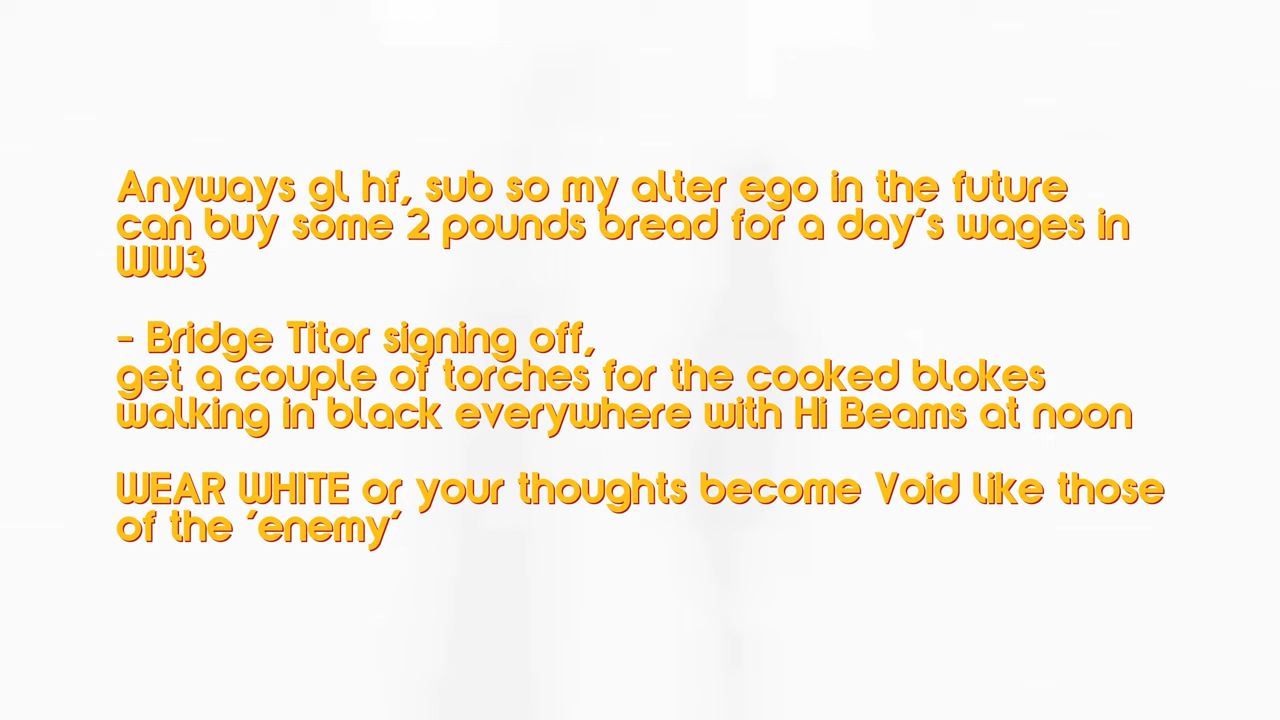 Anyways gl hf, sub so my alter ego in the future
can buy some 2 pounds bread for a day's wages in
WW3
- Bridge Titor signing off,
get a couple of torches for the cooked blokes
walking in black everywhere with Hi Beams at noon
WEAR WHITE or your thoughts become Void like those
of the 'enemy'